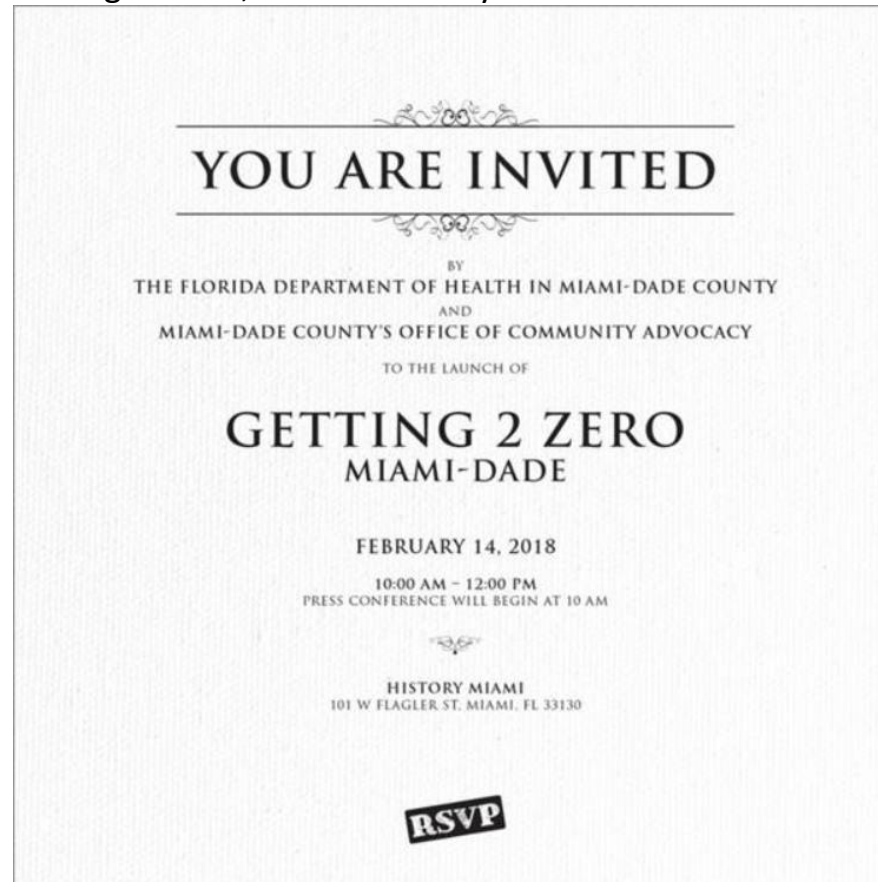 YOU ARE INVITED
BY
THE FLORIDA DEPARTMENT OF HEALTH IN MIAMI-DADE COUNTY
AND
MIAMI-DADE COUNTY'S OFFICE OF COMMUNITY ADVOCACY
TO THE LAUNCH OF
GETTING 2 ZERO
MIAMI-DADE
FEBRUARY 14, 2018
10:00 AM – 12:00 PM
PRESS CONFERENCE WILL BEGIN AT 10 AM
HISTORY MIAMI
101 W FLAGLER ST. MIAMI, FL 33130
RSVP